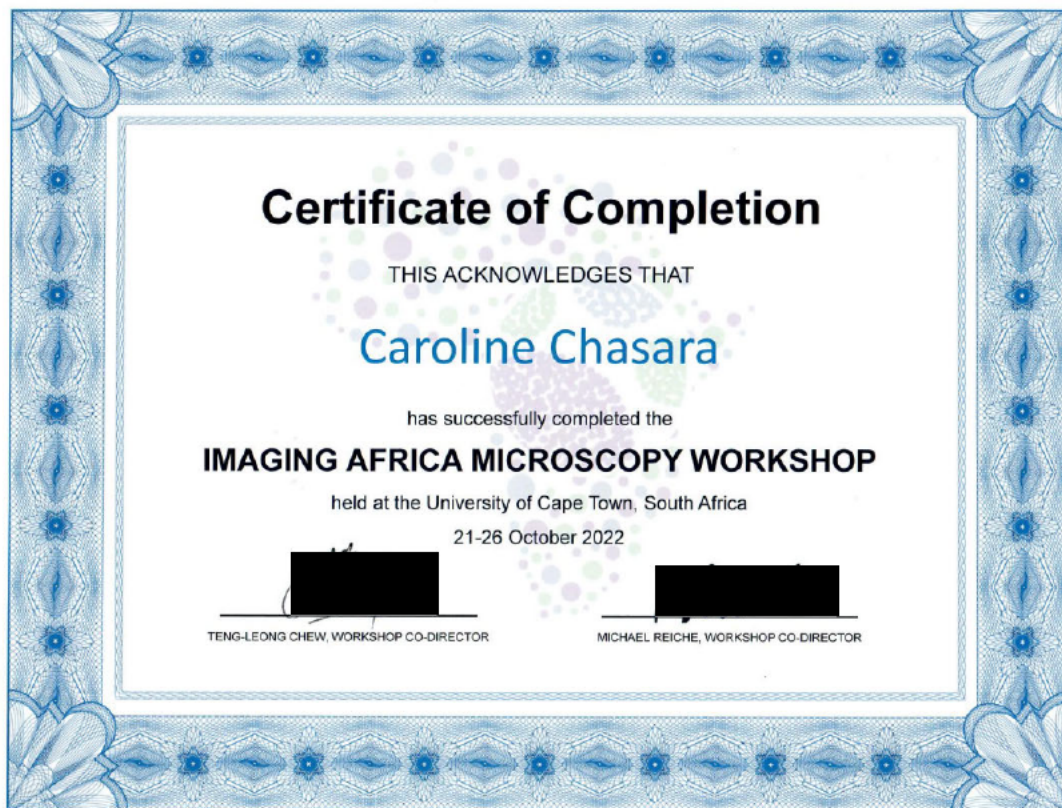 Certificate of Completion
THIS ACKNOWLEDGES THAT
Caroline Chasara
has successfully completed the
IMAGING AFRICA MICROSCOPY WORKSHOP
held at the University of Cape Town, South Africa
21-26 October 2022
TENG-LEONG CHEW, WORKSHOP CO-DIRECTOR
MICHAEL REICHE, WORKSHOP CO-DIRECTOR